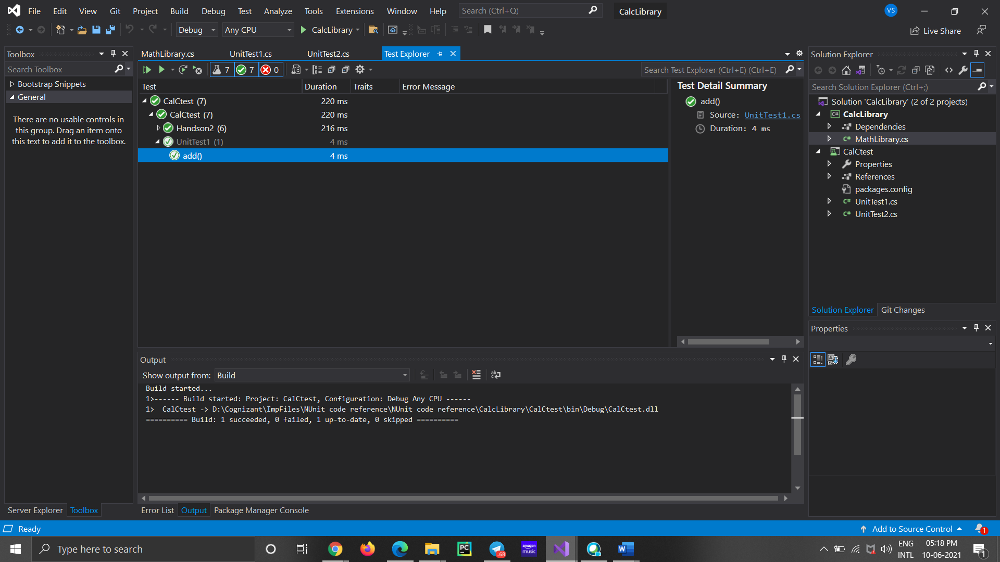 File Edit View Git Project Build Debug Test Analyze Tools Extensions Window Help Search (Ctrl+Q) CalcLibrary VS
Debug Any CPU CalcLibrary Live Share
Toolbox
Search Toolbox
Bootstrap Snippets
General
There are no usable controls in
this group. Drag an item onto
this text to add it to the toolbox.
Server Explorer Toolbox
MathLibrary.cs UnitTest1.cs UnitTest2.cs Test Explorer
7 7 0 Search Test Explorer (Ctrl+E) (Ctrl+E)
Test Duration Traits Error Message
CalCtest (7) 220 ms
CalCtest (7) 220 ms
Handson2 (6) 216 ms
UnitTest1 (1) 4 ms
add() 4 ms
Test Detail Summary
add()
Source: UnitTest1.cs
Duration: 4 ms
Output
Show output from: Build
Build started...
1>------ Build started: Project: CalCtest, Configuration: Debug Any CPU ------
1>  CalCtest -> D:\Cognizant\ImpFiles\NUnit code reference\NUnit code reference\CalcLibrary\CalCtest\bin\Debug\CalCtest.dll
========== Build: 1 succeeded, 0 failed, 1 up-to-date, 0 skipped ==========
Error List Output Package Manager Console
Solution Explorer
Search Solution Explorer (Ctrl+;)
Solution 'CalcLibrary' (2 of 2 projects)
CalcLibrary
Dependencies
C# MathLibrary.cs
CalCtest
Properties
References
packages.config
C# UnitTest1.cs
C# UnitTest2.cs
Solution Explorer Git Changes
Properties
Ready Add to Source Control 1
Type here to search PC 68 amazon music W ENG INTL 05:18 PM 10-06-2021 1